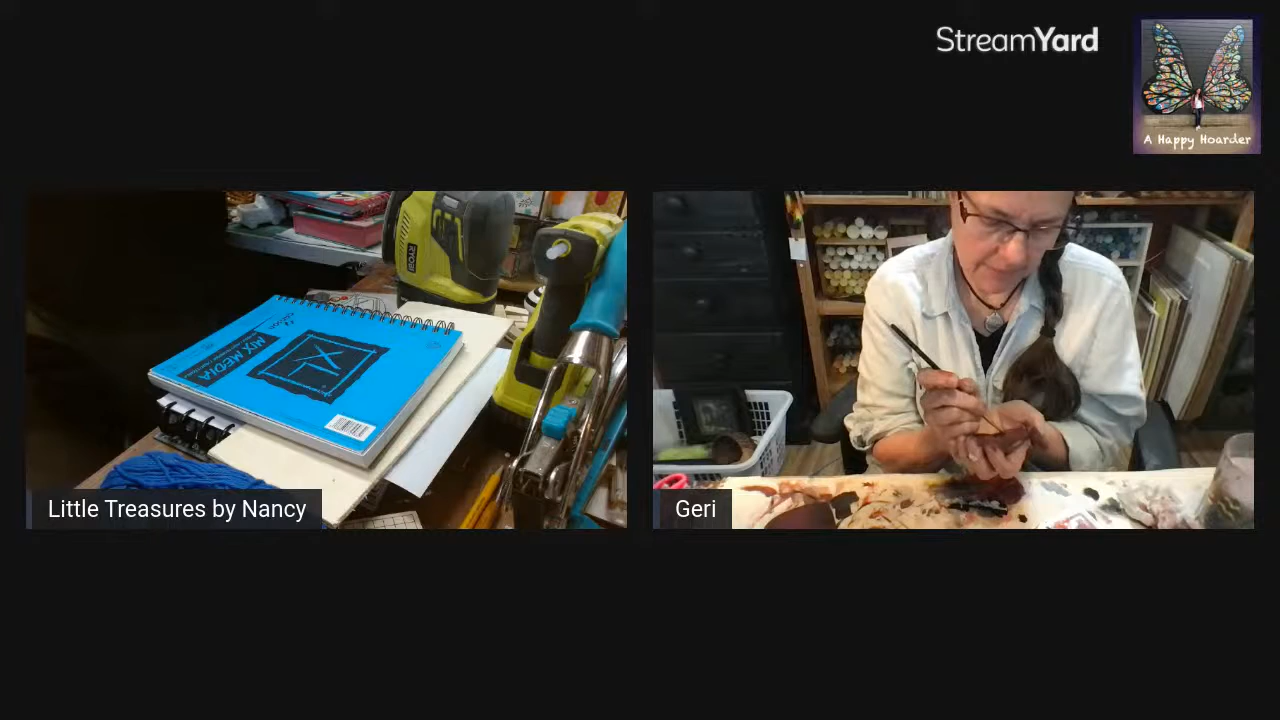 StreamYard
A Happy Hoarder
RYOBI
MIX MEDIA
XL
Little Treasures by Nancy
Geri